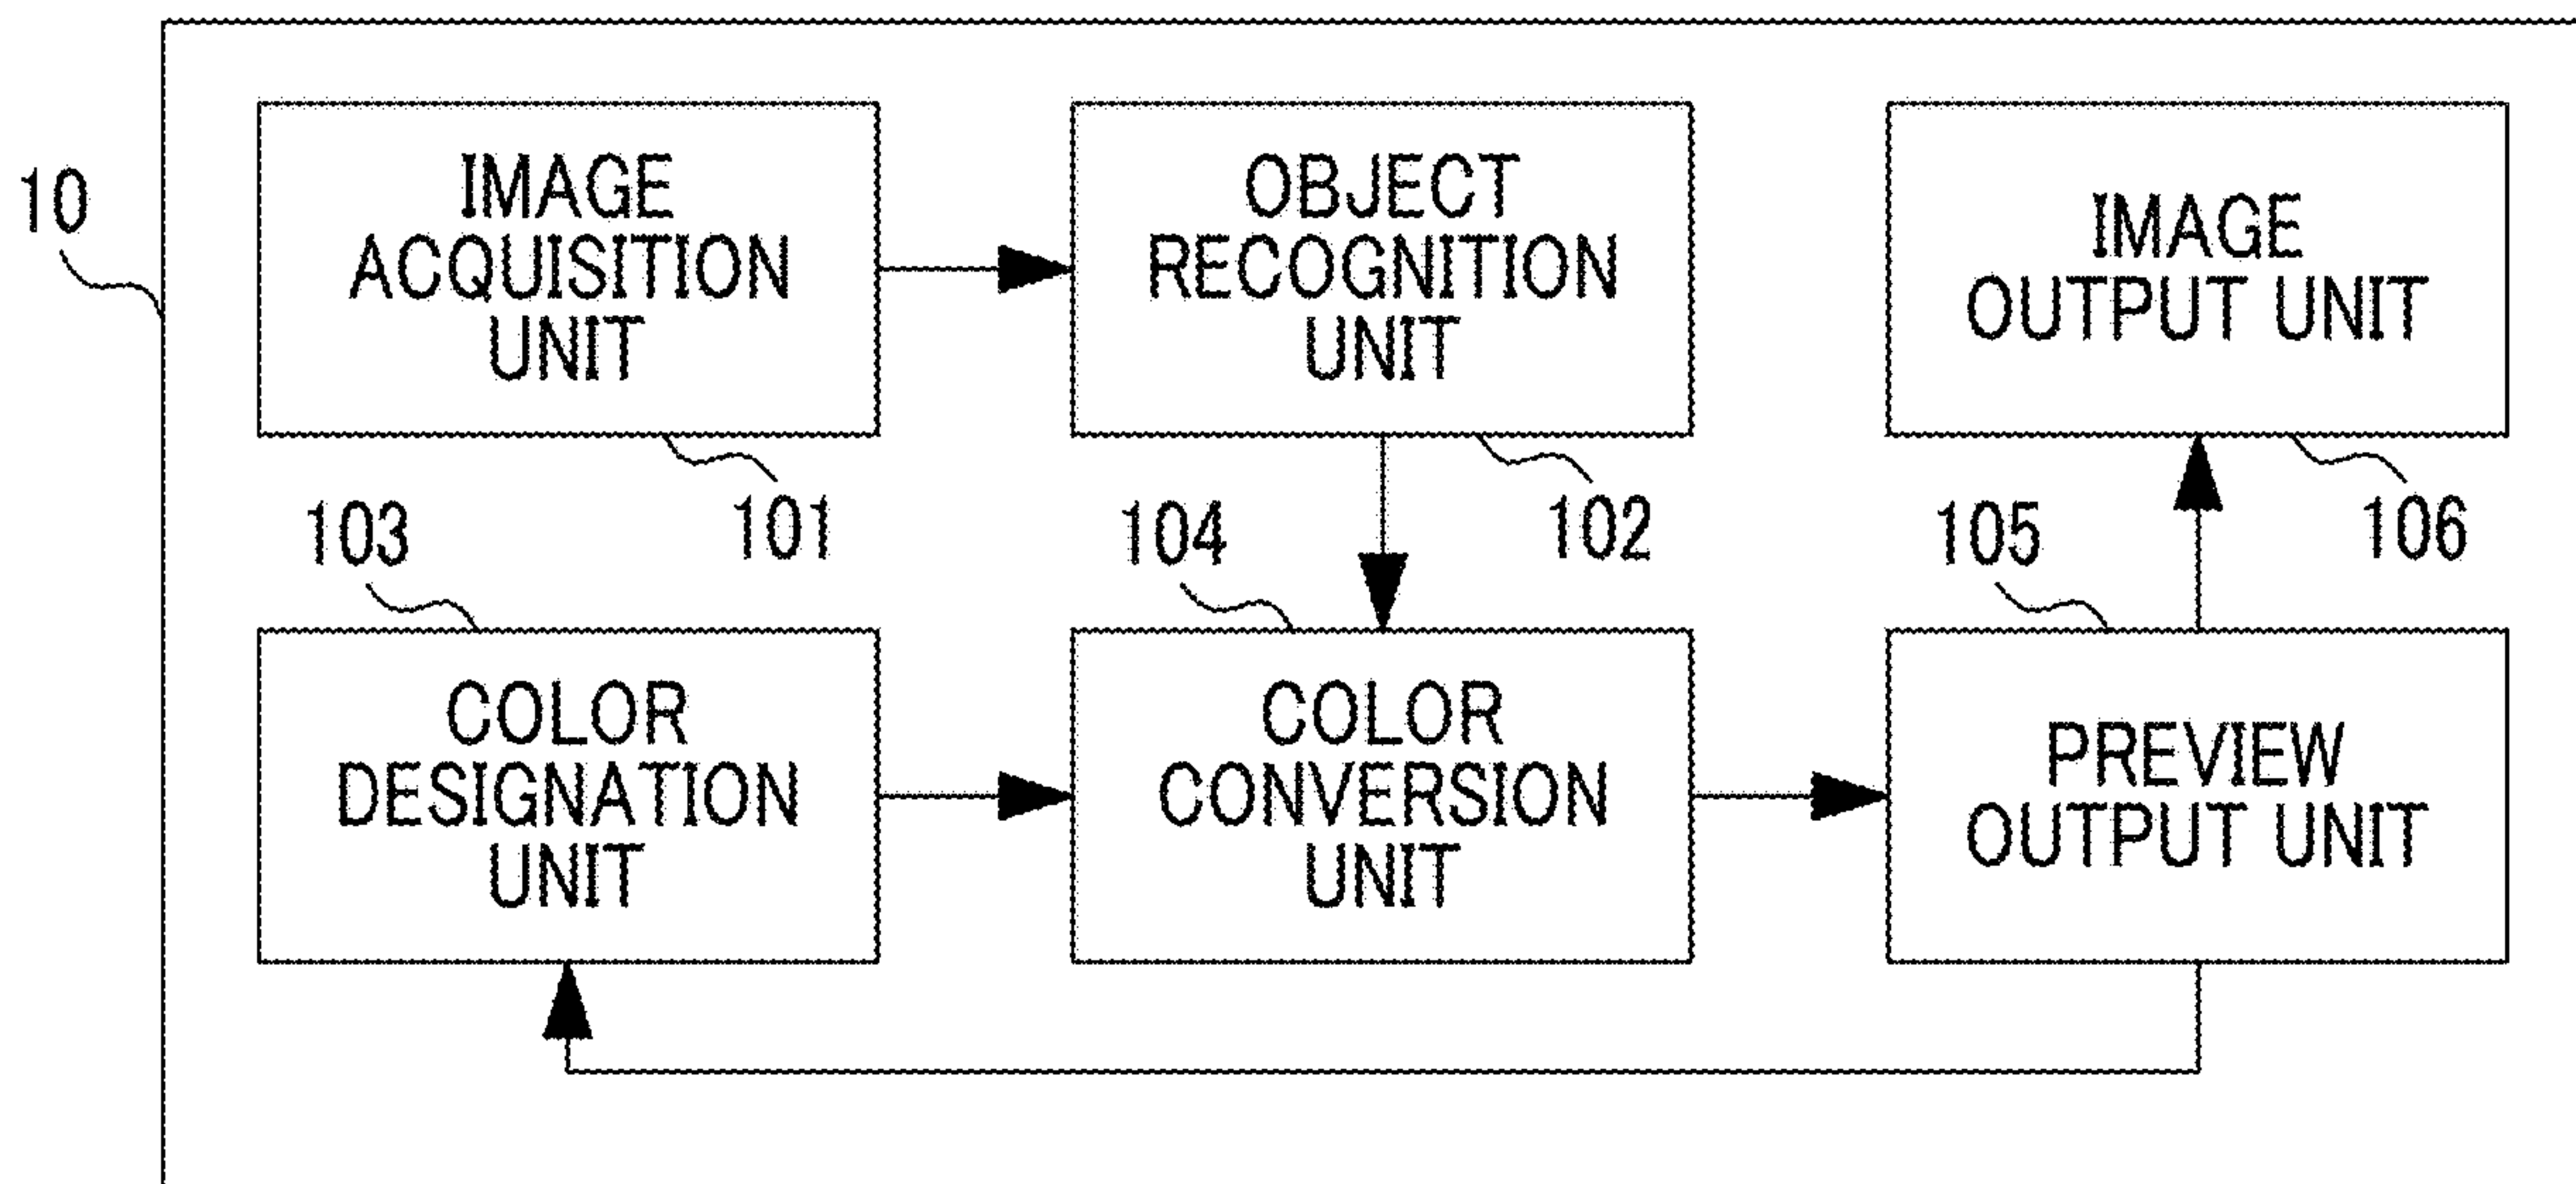 10
IMAGE
ACQUISITION
UNIT
101
OBJECT
RECOGNITION
UNIT
102
IMAGE
OUTPUT UNIT
106
103
COLOR
DESIGNATION
UNIT
104
COLOR
CONVERSION
UNIT
105
PREVIEW
OUTPUT UNIT